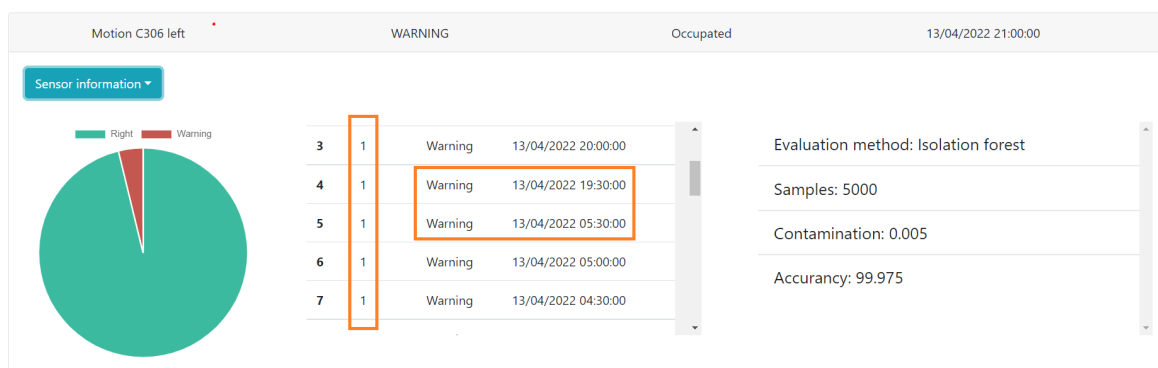 Motion C306 left WARNING Occupated 13/04/2022 21:00:00
Sensor information
Right Warning
3 1 Warning 13/04/2022 20:00:00
4 1 Warning 13/04/2022 19:30:00
5 1 Warning 13/04/2022 05:30:00
6 1 Warning 13/04/2022 05:00:00
7 1 Warning 13/04/2022 04:30:00
Evaluation method: Isolation forest
Samples: 5000
Contamination: 0.005
Accurancy: 99.975